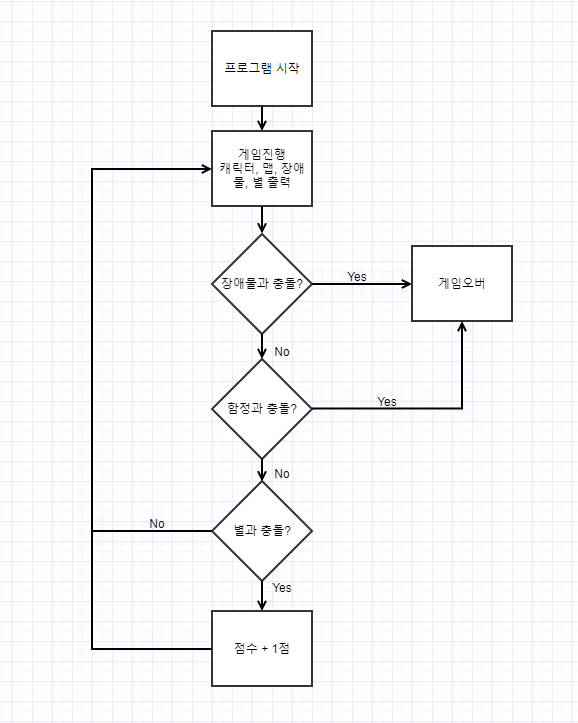 프로그램 시작
게임진행
캐릭터, 맵, 장애
물, 별 출력
장애물과 충돌?
Yes
게임오버
No
함정과 충돌?
Yes
No
별과 충돌?
No
Yes
점수 + 1점